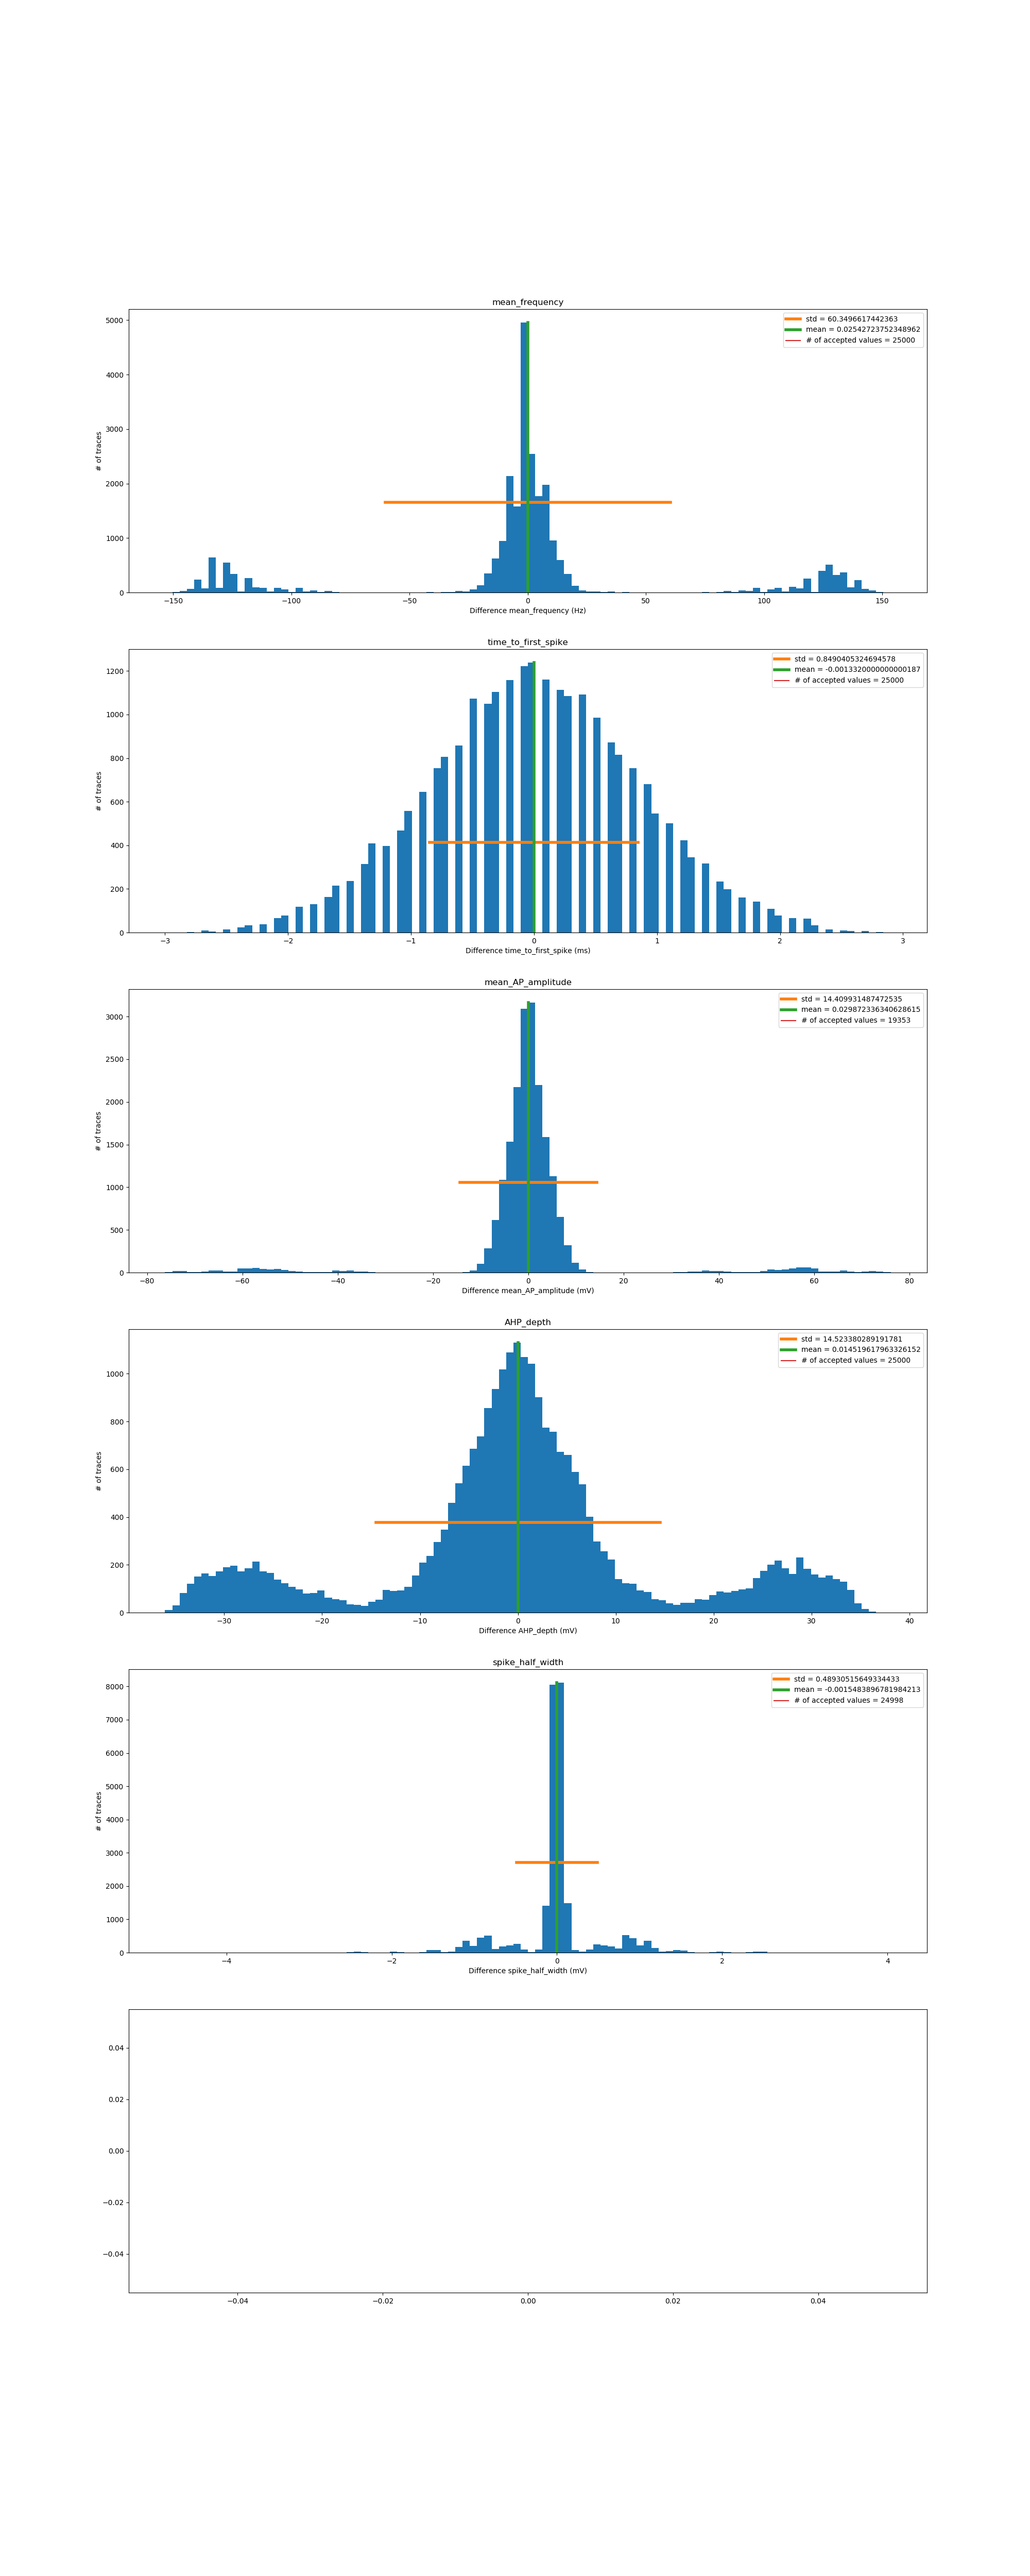 mean_frequency
5000
4000
3000
2000
1000
0
# of traces
std = 60.3496617442363
mean = 0.02542723752348962
# of accepted values = 25000
−150 −100 −50 0 50 100 150
Difference mean_frequency (Hz)
time_to_first_spike
1200
1000
800
600
400
200
0
# of traces
std = 0.8490405324694578
mean = -0.0013320000000000187
# of accepted values = 25000
−3 −2 −1 0 1 2 3
Difference time_to_first_spike (ms)
mean_AP_amplitude
3000
2500
2000
1500
1000
500
0
# of traces
std = 14.409931487472535
mean = 0.029872336340628615
# of accepted values = 19353
−80 −60 −40 −20 0 20 40 60 80
Difference mean_AP_amplitude (mV)
AHP_depth
1000
800
600
400
200
0
# of traces
std = 14.523380289191781
mean = 0.014519617963326152
# of accepted values = 25000
−30 −20 −10 0 10 20 30 40
Difference AHP_depth (mV)
spike_half_width
8000
7000
6000
5000
4000
3000
2000
1000
0
# of traces
std = 0.48930515649334433
mean = -0.0015483896781984213
# of accepted values = 24998
−4 −2 0 2 4
Difference spike_half_width (mV)
0.04
0.02
0.00
−0.02
−0.04
−0.04 −0.02 0.00 0.02 0.04